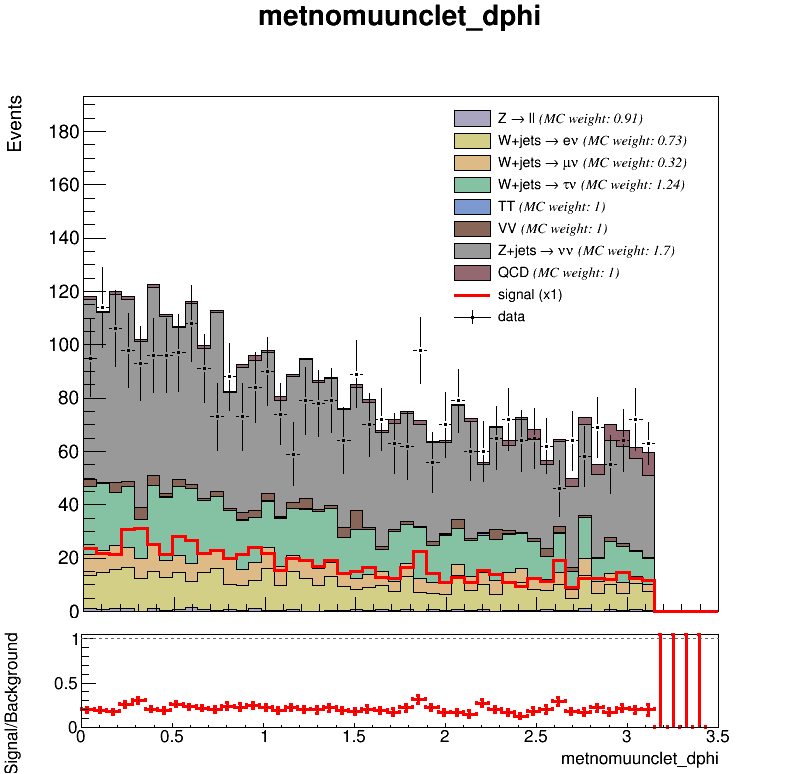 metnomuunclet_dphi
Events
180
160
140
120
100
80
60
40
20
0
Z → ll (MC weight: 0.91)
W+jets → eν (MC weight: 0.73)
W+jets → μν (MC weight: 0.32)
W+jets → τν (MC weight: 1.24)
TT (MC weight: 1)
VV (MC weight: 1)
Z+jets → νν (MC weight: 1.7)
QCD (MC weight: 1)
signal (x1)
data
Signal/Background
1
0.5
0
0 0.5 1 1.5 2 2.5 3 3.5
metnomuunclet_dphi